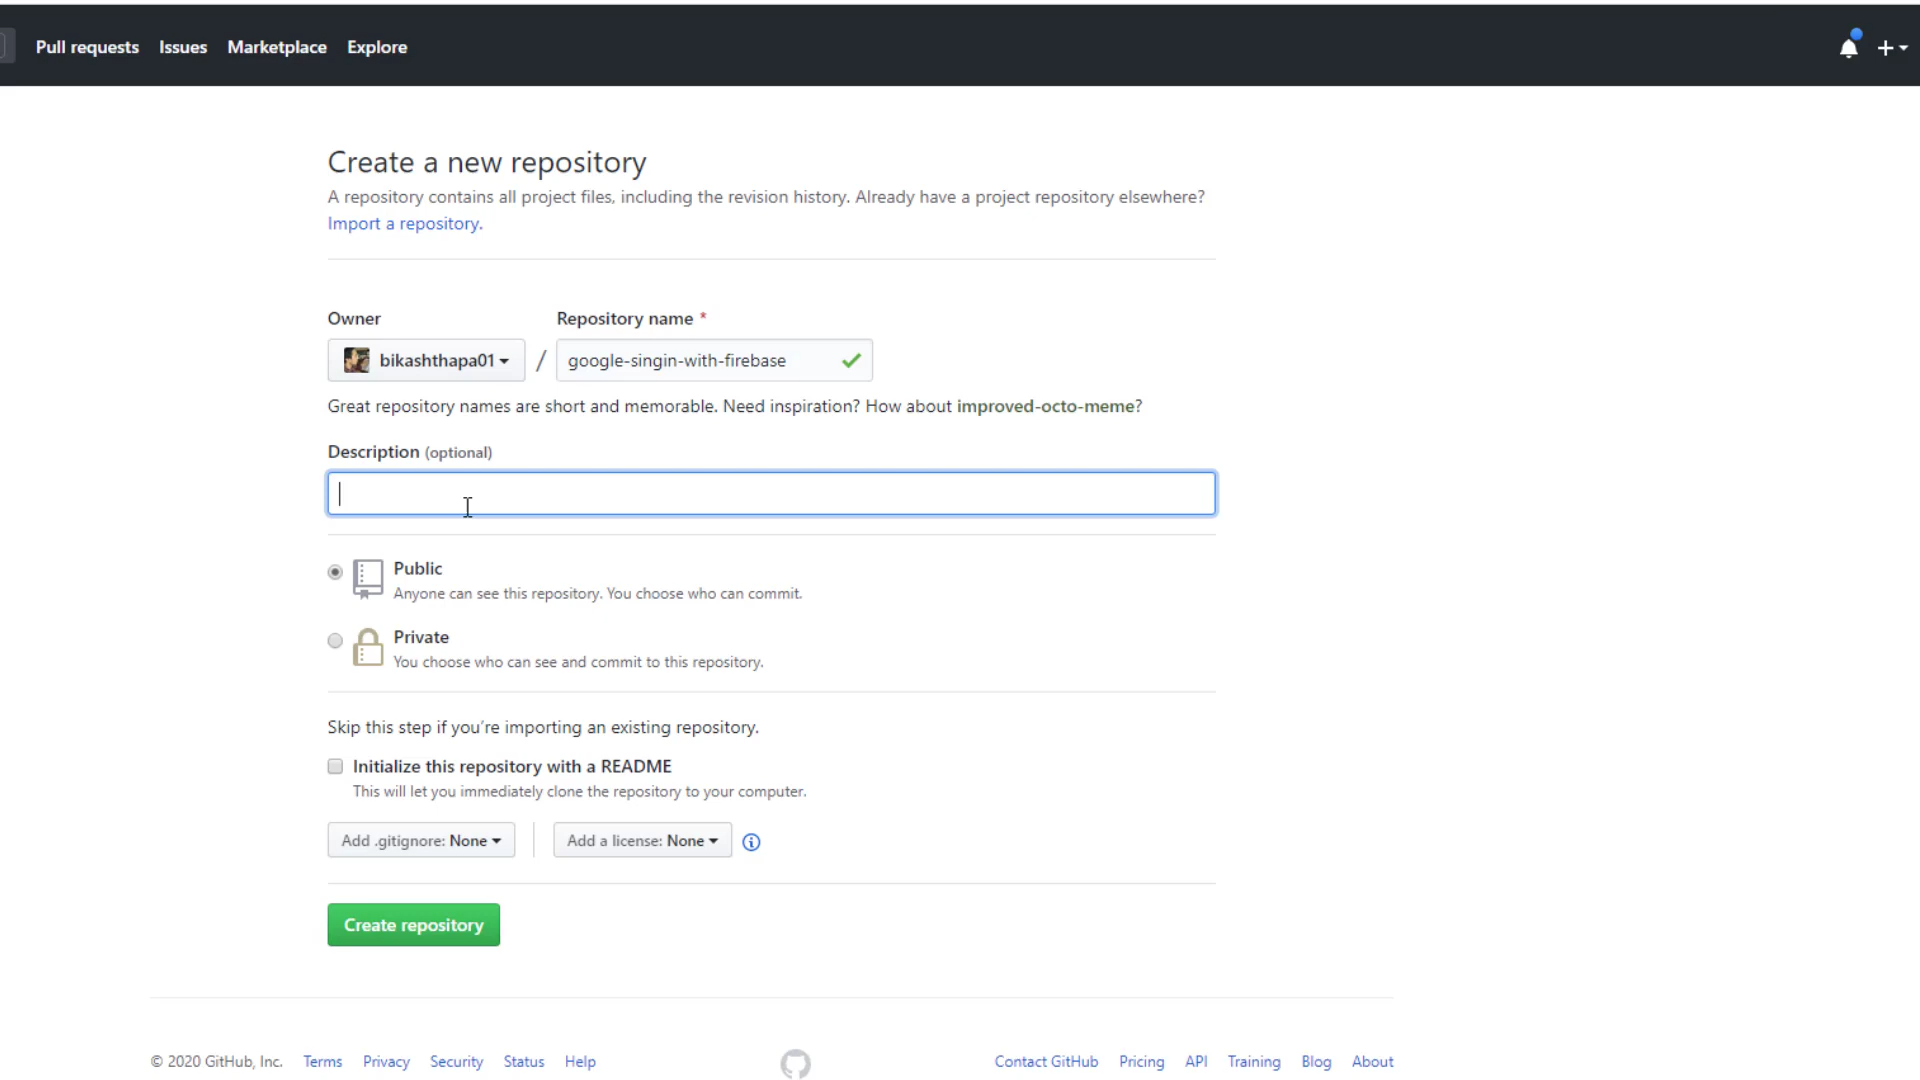 Pull requests Issues Marketplace Explore
Create a new repository
A repository contains all project files, including the revision history. Already have a project repository elsewhere?
Import a repository.
Owner Repository name *
bikashthapa01 / google-singin-with-firebase
Great repository names are short and memorable. Need inspiration? How about improved-octo-meme?
Description (optional)
Public
Anyone can see this repository. You choose who can commit.
Private
You choose who can see and commit to this repository.
Skip this step if you’re importing an existing repository.
Initialize this repository with a README
This will let you immediately clone the repository to your computer.
Add .gitignore: None Add a license: None
Create repository
© 2020 GitHub, Inc. Terms Privacy Security Status Help Contact GitHub Pricing API Training Blog About